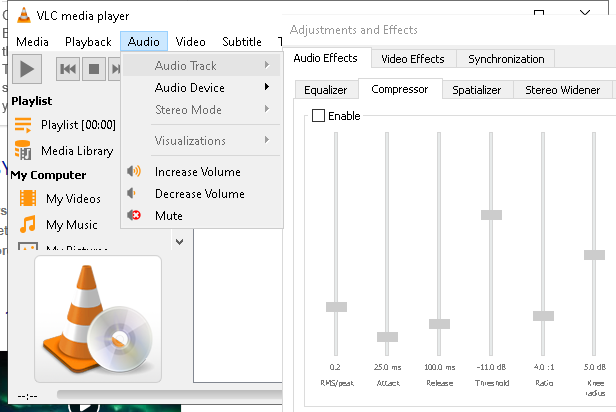 VLC media player
Media Playback Audio Video Subtitle T
Audio Track
Audio Device
Stereo Mode
Visualizations
Increase Volume
Decrease Volume
Mute
Playlist
Playlist [00:00]
Media Library
My Computer
My Videos
My Music
My Pictures
--:--
Adjustments and Effects
Audio Effects Video Effects Synchronization
Equalizer Compressor Spatializer Stereo Widener
Enable
0.2 25.0 ms 100.0 ms -11.0 dB 4.0 :1 5.0 dB
RMS/peak Attack Release Threshold Ratio Knee
radius